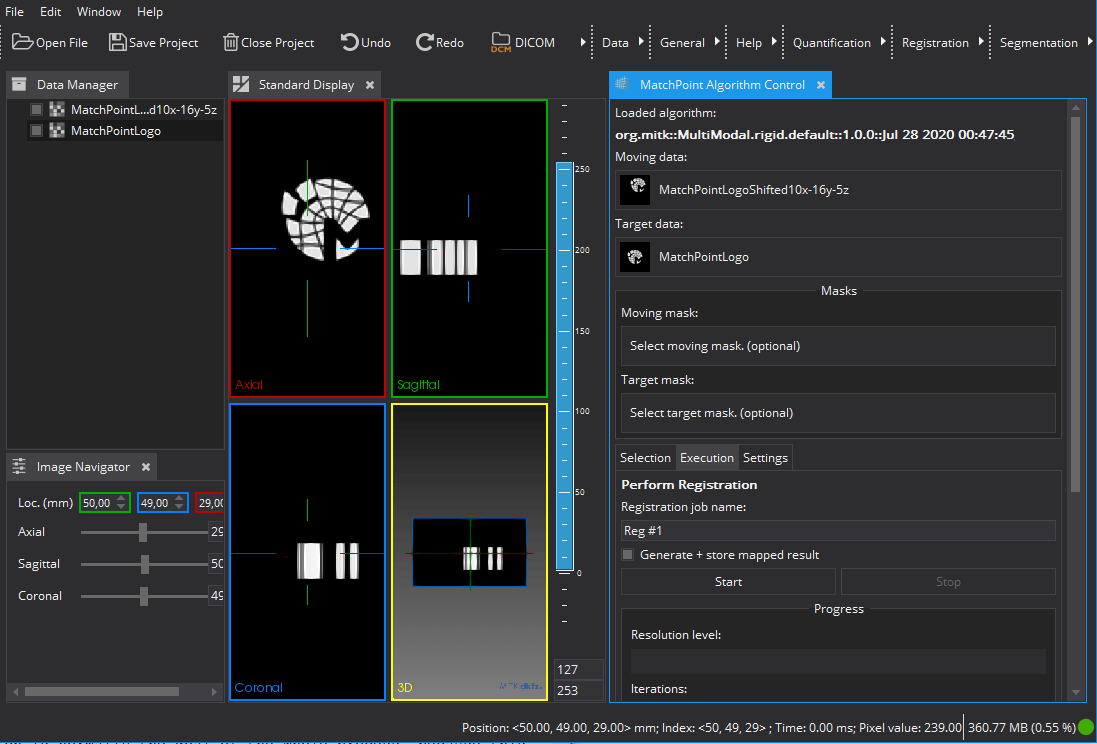 File Edit Window Help
Open File Save Project Close Project Undo Redo DCM DICOM Data General Help Quantification Registration Segmentation
Data Manager
MatchPointL...d10x-16y-5z
MatchPointLogo
Standard Display
Axial
Sagittal
Coronal
3D
250
200
150
100
50
0
127
253
Image Navigator
Loc. (mm) 50,00 49,00 29,00
Axial 29
Sagittal 50
Coronal 49
MatchPoint Algorithm Control
Loaded algorithm:
org.mitk::MultiModal.rigid.default::1.0.0::Jul 28 2020 00:47:45
Moving data:
MatchPointLogoShifted10x-16y-5z
Target data:
MatchPointLogo
Masks
Moving mask:
Select moving mask. (optional)
Target mask:
Select target mask. (optional)
Selection Execution Settings
Perform Registration
Registration job name:
Reg #1
Generate + store mapped result
Start Stop
Progress
Resolution level:
Iterations:
Position: <50.00, 49.00, 29.00> mm; Index: <50, 49, 29> ; Time: 0.00 ms; Pixel value: 239.00 360.77 MB (0.55 %)